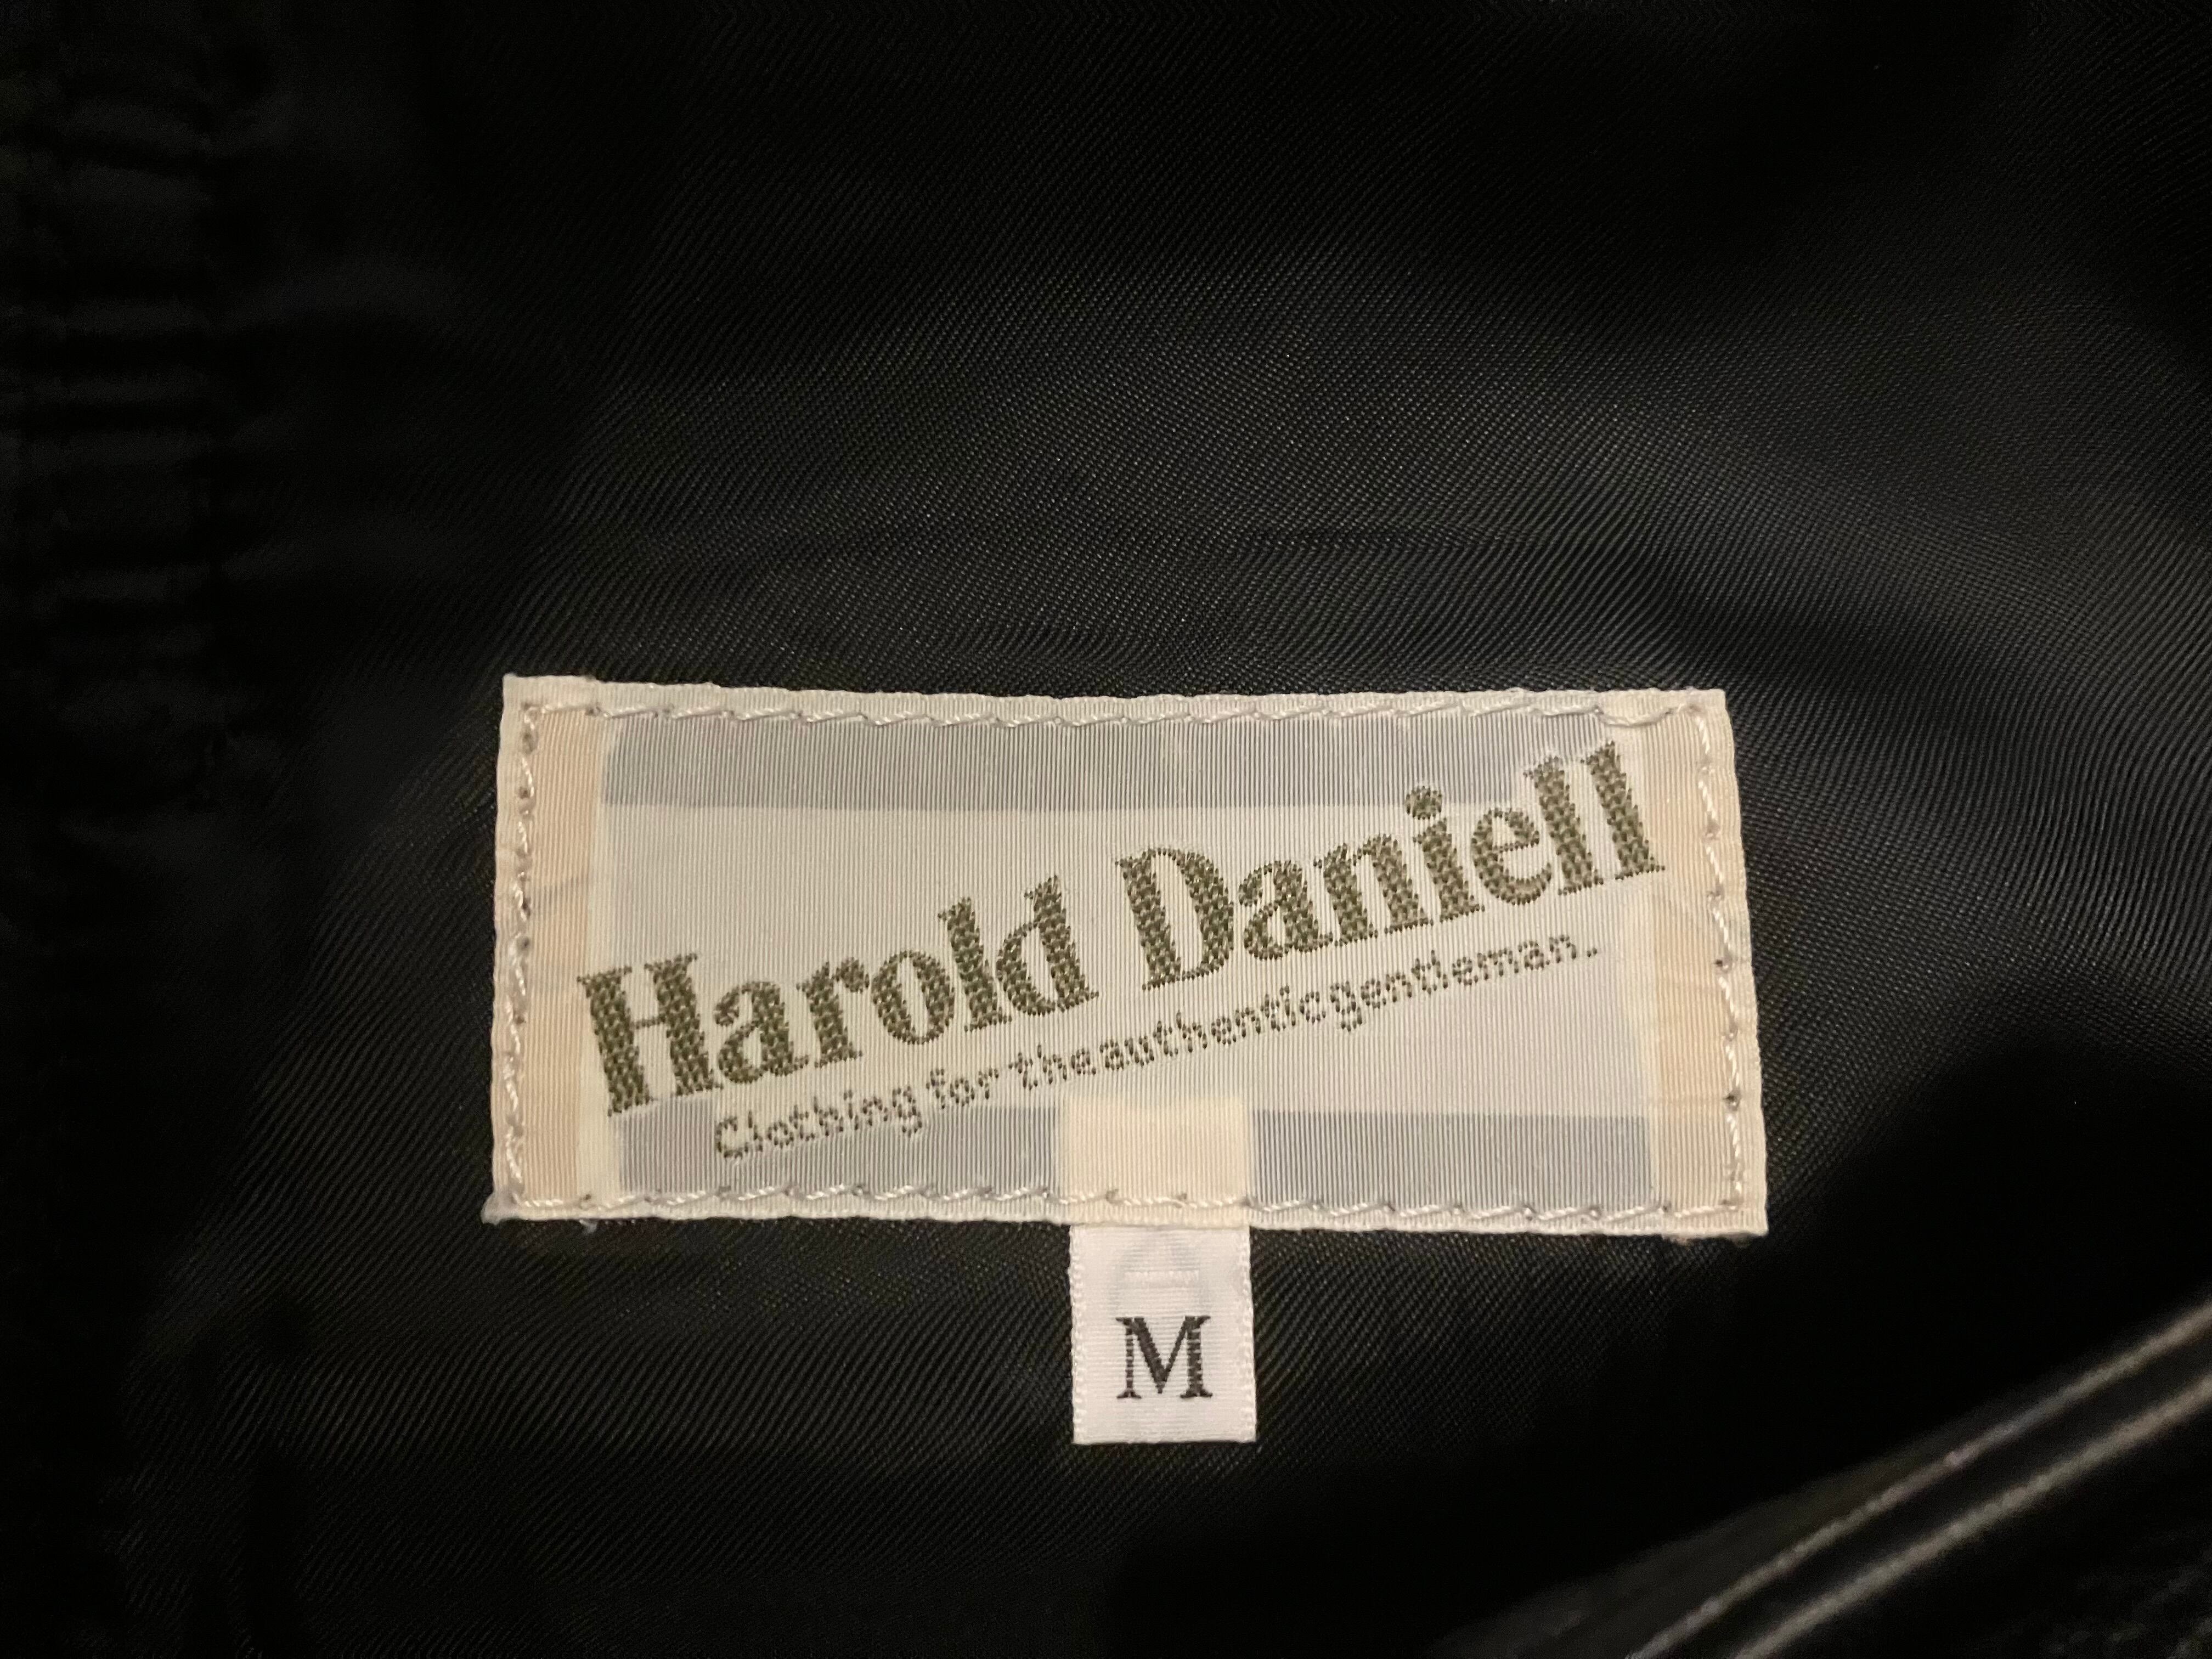 Harold Daniell
Clothing for the authentic gentleman.
M